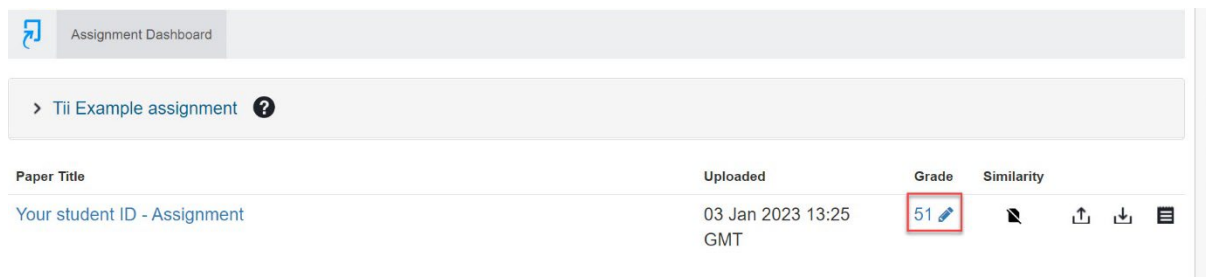 Assignment Dashboard
Tii Example assignment ?
Paper Title Uploaded Grade Similarity
Your student ID - Assignment 03 Jan 2023 13:25 51
GMT